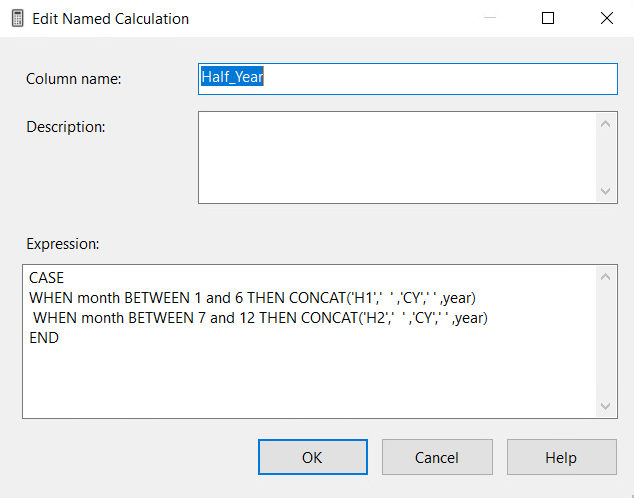 Edit Named Calculation
Column name:
Half_Year
Description:
Expression:
CASE
WHEN month BETWEEN 1 and 6 THEN CONCAT('H1','  ' ,'CY',' ' ,year)
 WHEN month BETWEEN 7 and 12 THEN CONCAT('H2','  ' ,'CY',' ' ,year)
END
OK
Cancel
Help